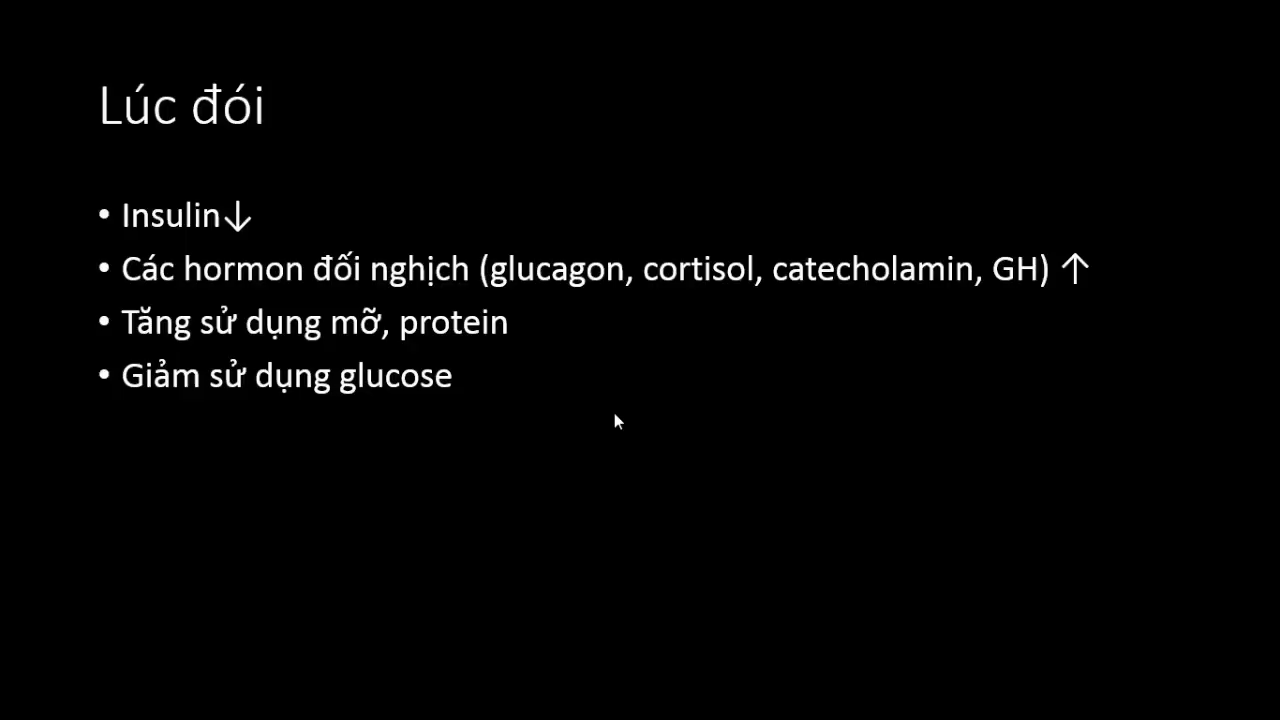 Lúc đói
• Insulin↓
• Các hormon đối nghịch (glucagon, cortisol, catecholamin, GH) ↑
• Tăng sử dụng mỡ, protein
• Giảm sử dụng glucose